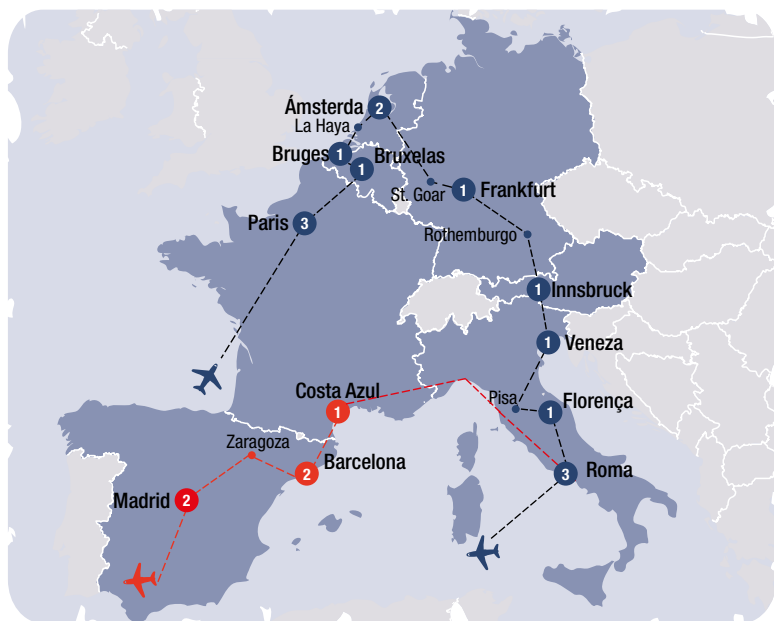 Ámsterda
2
La Haya
Bruges
1
Bruxelas
1
St. Goar
1
Frankfurt
Paris
3
Rothemburgo
1
Innsbruck
1
Veneza
Costa Azul
1
Pisa
1
Florença
Zaragoza
Barcelona
2
3
Roma
Madrid
2